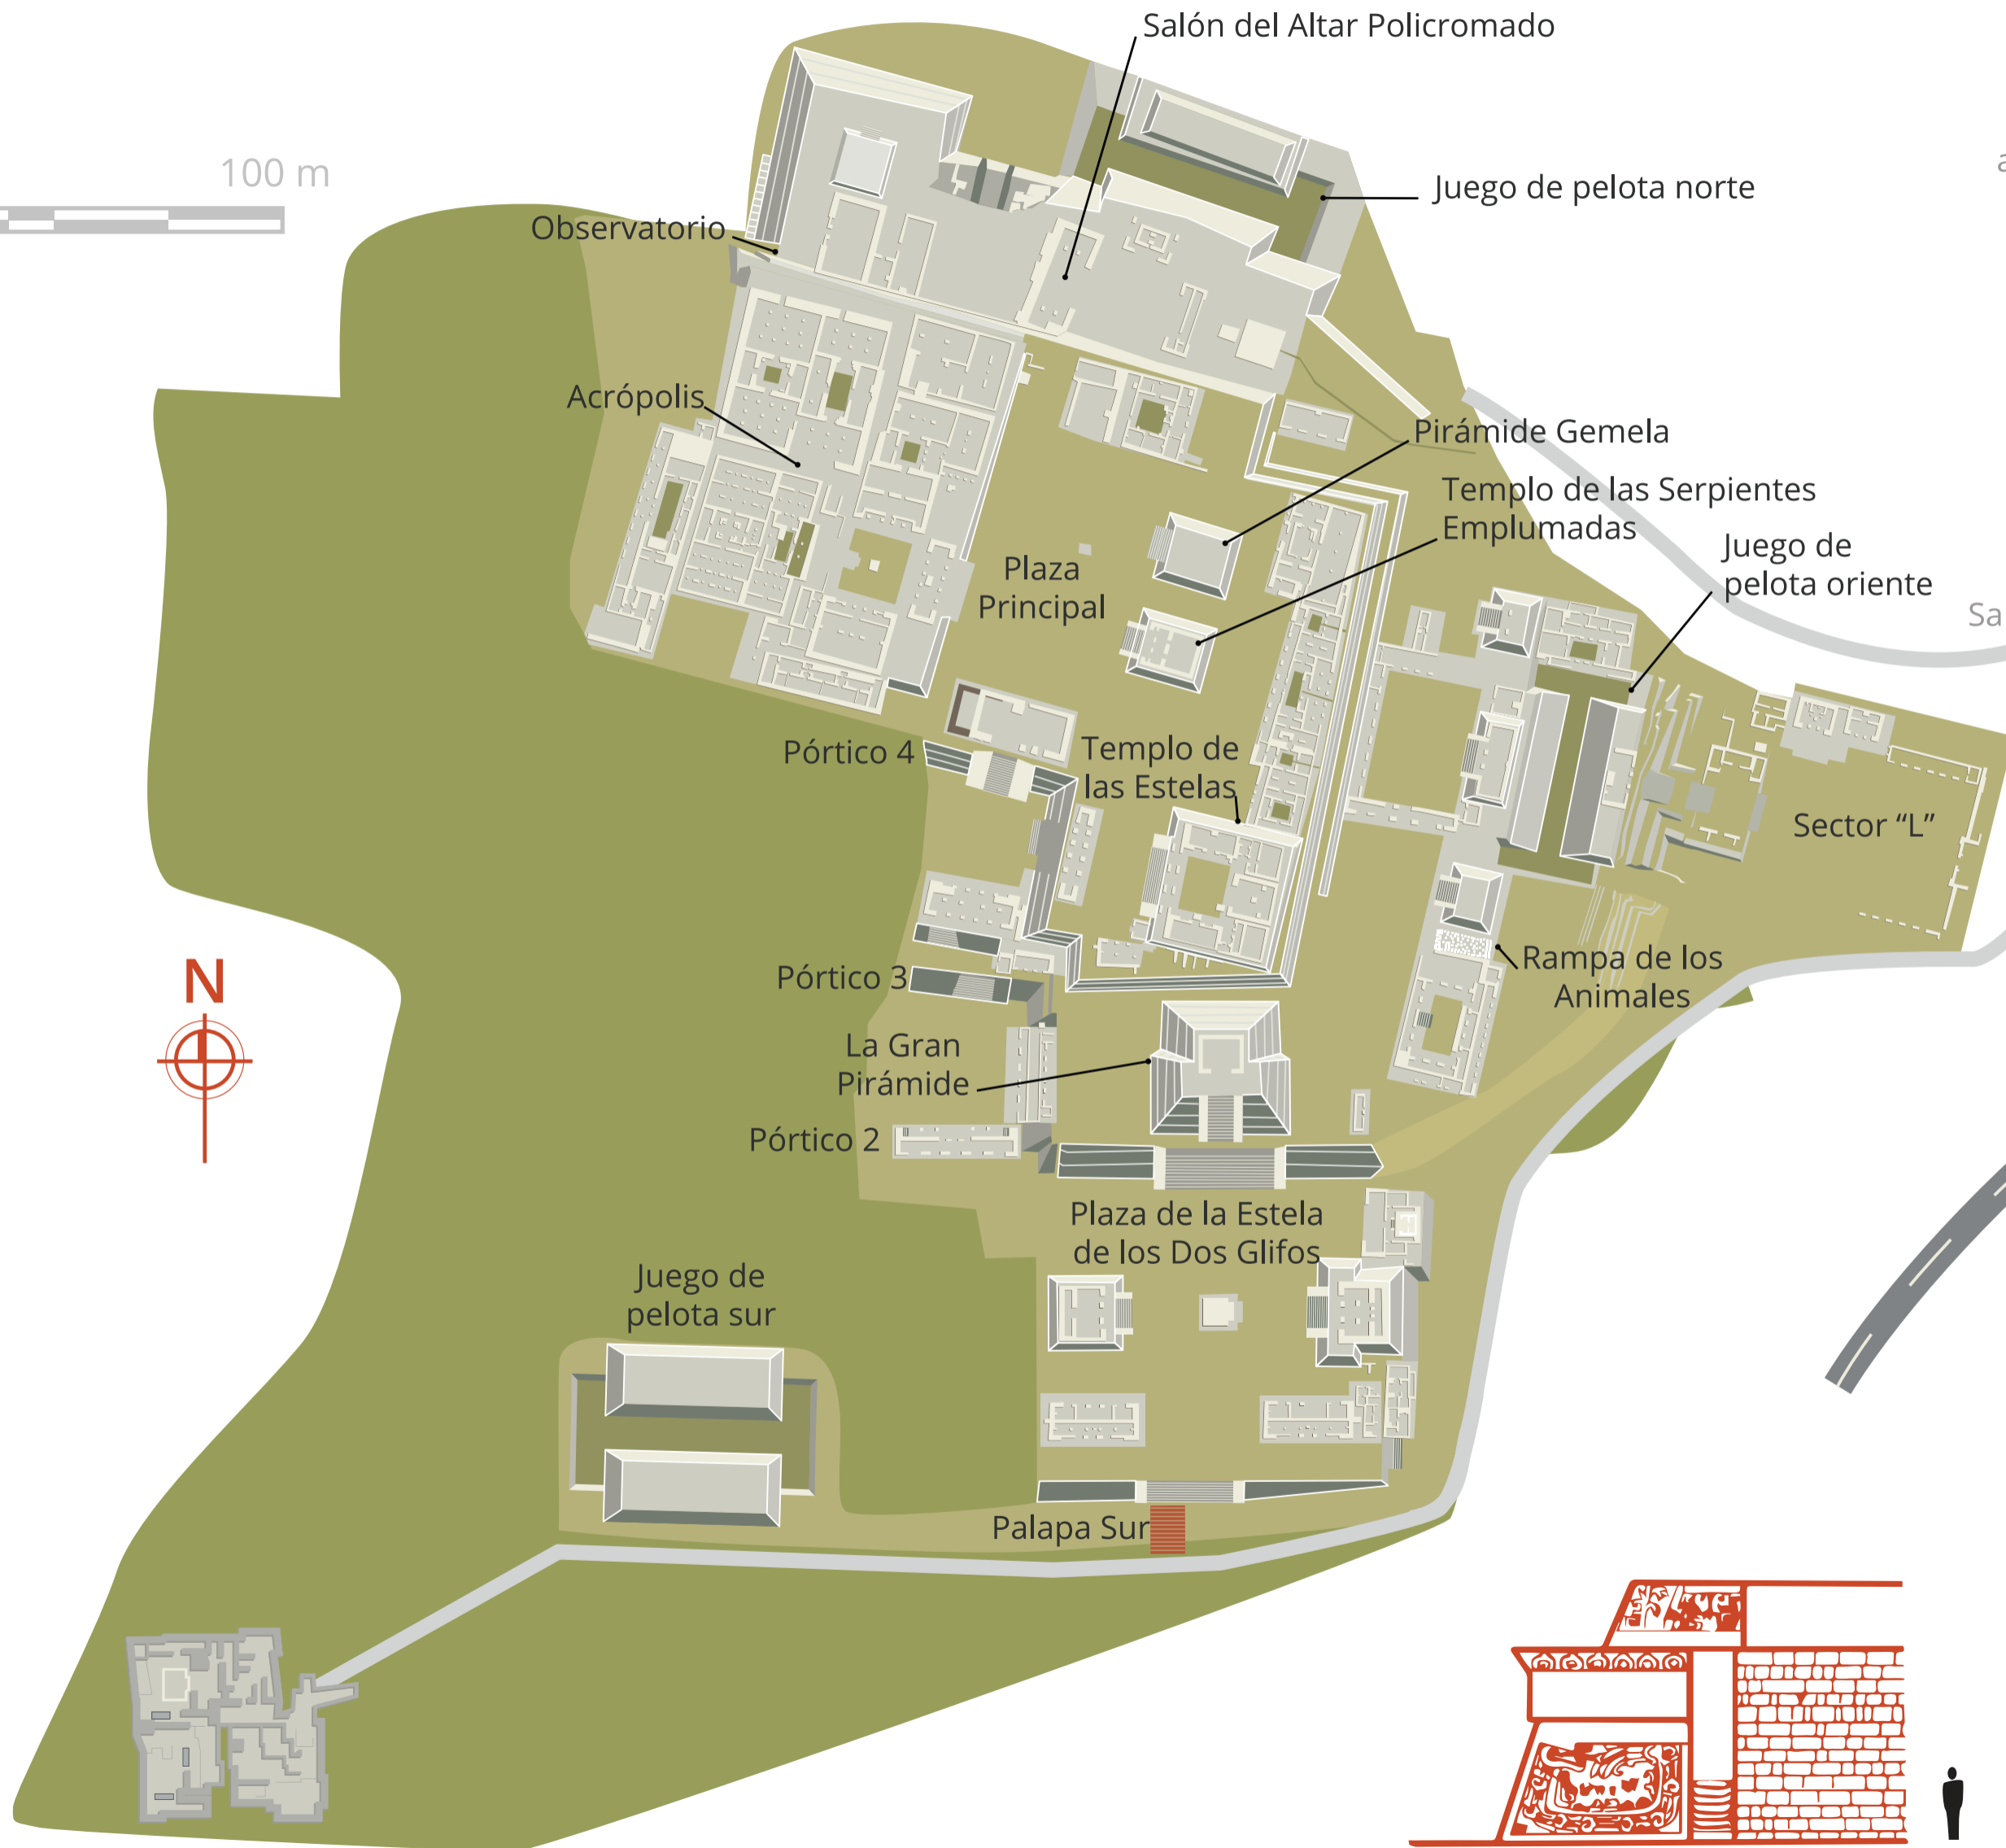 Salón del Altar Policromado
100 m
Juego de pelota norte
Observatorio
Acrópolis
Pirámide Gemela
Templo de las Serpientes
Emplumadas
Juego de
pelota oriente
Plaza
Principal
Sa
Pórtico 4
Templo de
las Estelas
Sector “L”
Rampa de los
Animales
N
Pórtico 3
La Gran
Pirámide
Pórtico 2
Plaza de la Estela
de los Dos Glifos
Juego de
pelota sur
Palapa Sur